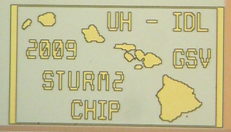 UH - IDL
2009 GSV
STURM2
CHIP